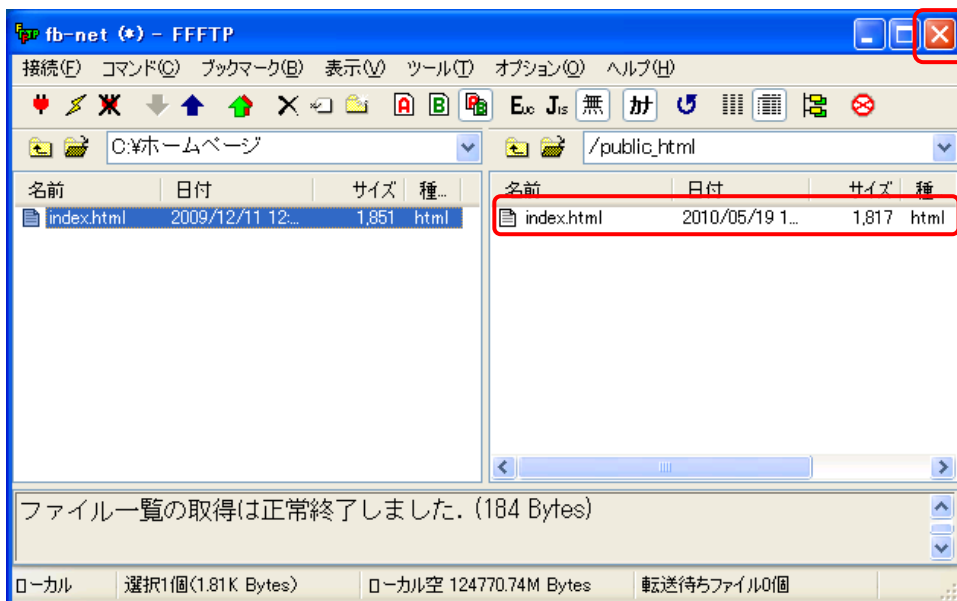 fb-net (*) - FFFTP
接続(F) コマンド(C) ブックマーク(B) 表示(V) ツール(T) オプション(O) ヘルプ(H)
A B Euc Jis 無 カナ
C:¥ホームページ /public_html
名前 日付 サイズ 種... 名前 日付 サイズ 種
index.html 2009/12/11 12:... 1,851 html index.html 2010/05/19 1... 1,817 html
ファイル一覧の取得は正常終了しました. (184 Bytes)
ローカル 選択1個(1.81K Bytes) ローカル空 124770.74M Bytes 転送待ちファイル0個